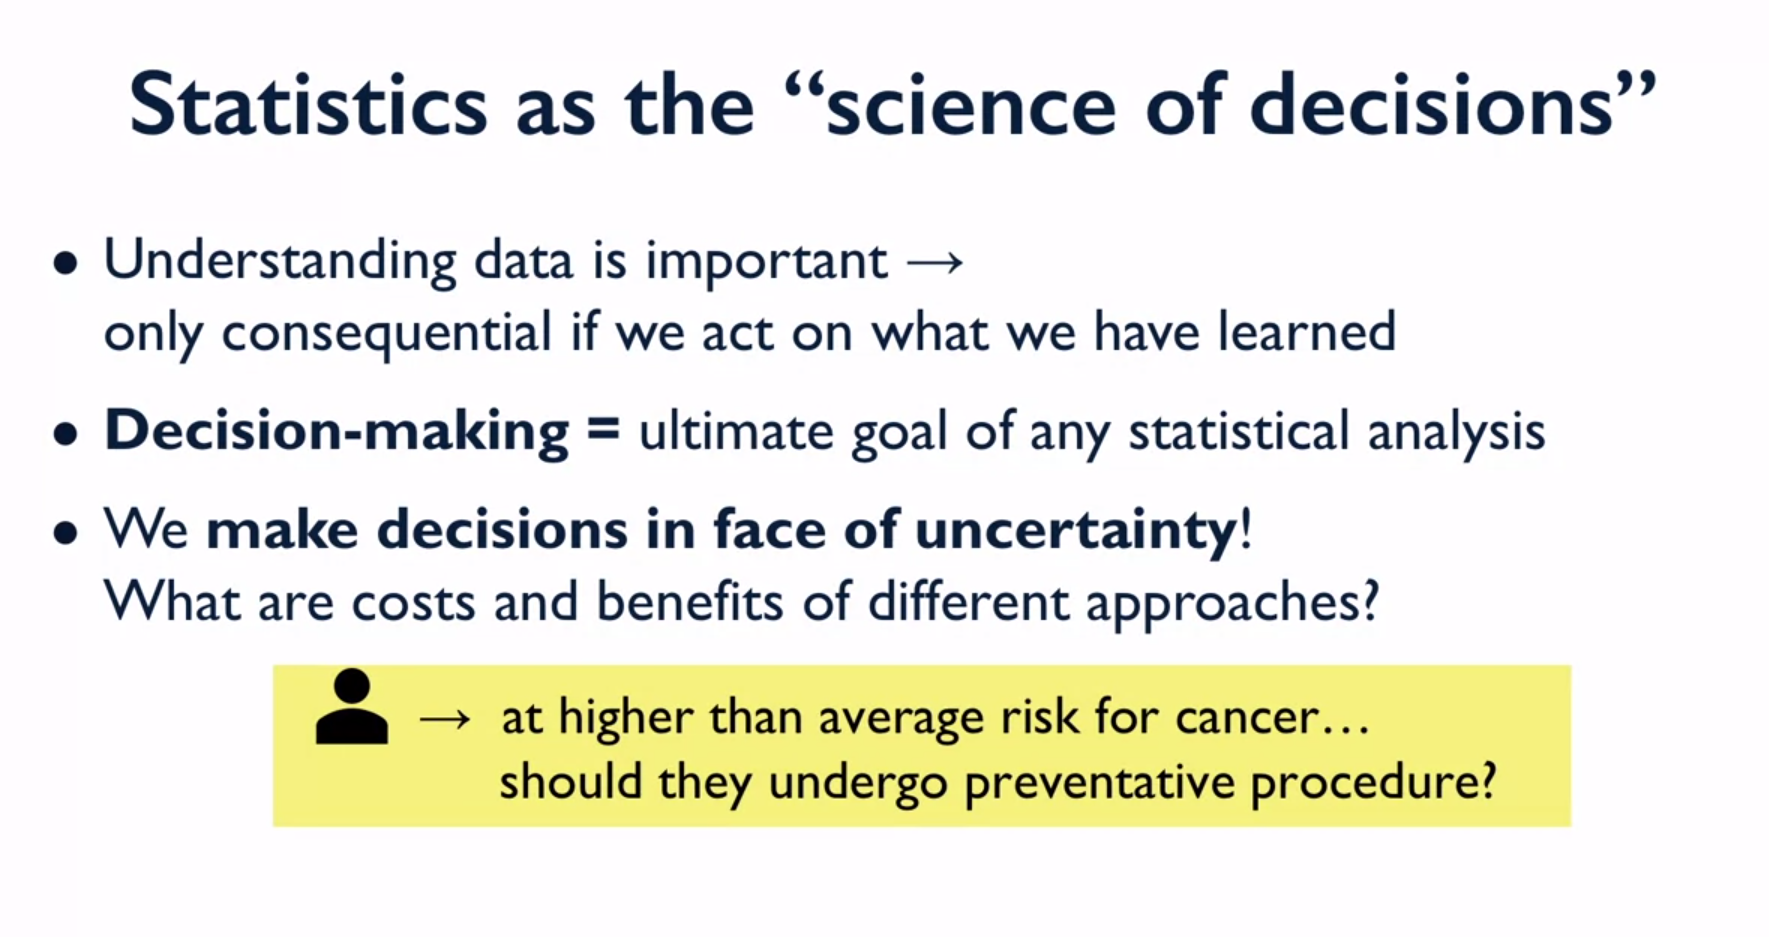 Statistics as the “science of decisions”
● Understanding data is important →
only consequential if we act on what we have learned
● Decision-making = ultimate goal of any statistical analysis
● We make decisions in face of uncertainty!
What are costs and benefits of different approaches?
→ at higher than average risk for cancer…
should they undergo preventative procedure?